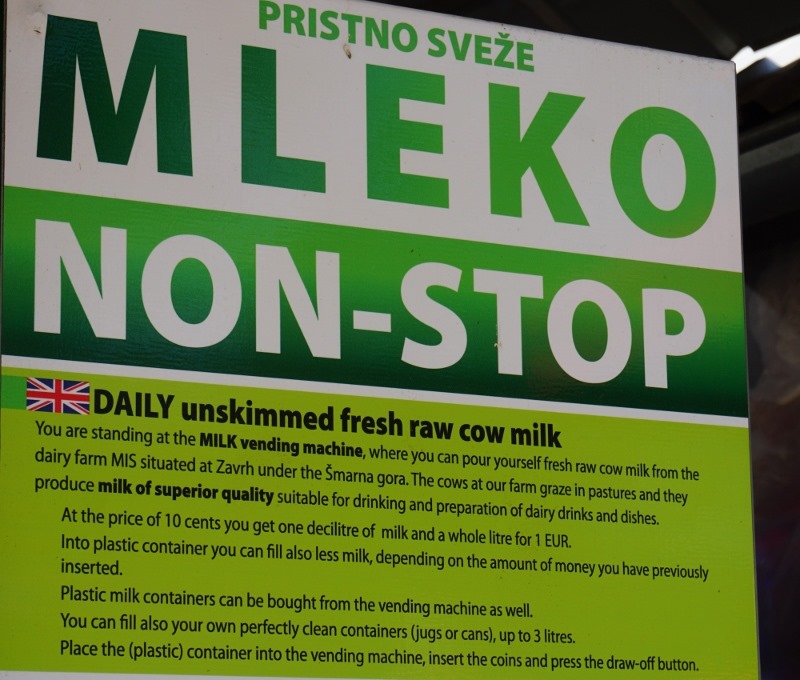 PRISTNO SVEŽE
MLEKO
NON-STOP
DAILY unskimmed fresh raw cow milk
You are standing at the MILK vending machine, where you can pour yourself fresh raw cow milk from the
dairy farm MIS situated at Zavrh under the Šmarna gora. The cows at our farm graze in pastures and they
produce milk of superior quality suitable for drinking and preparation of dairy drinks and dishes.
At the price of 10 cents you get one decilitre of milk and a whole litre for 1 EUR.
Into plastic container you can fill also less milk, depending on the amount of money you have previously
inserted.
Plastic milk containers can be bought from the vending machine as well.
You can fill also your own perfectly clean containers (jugs or cans), up to 3 litres.
Place the (plastic) container into the vending machine, insert the coins and press the draw-off button.